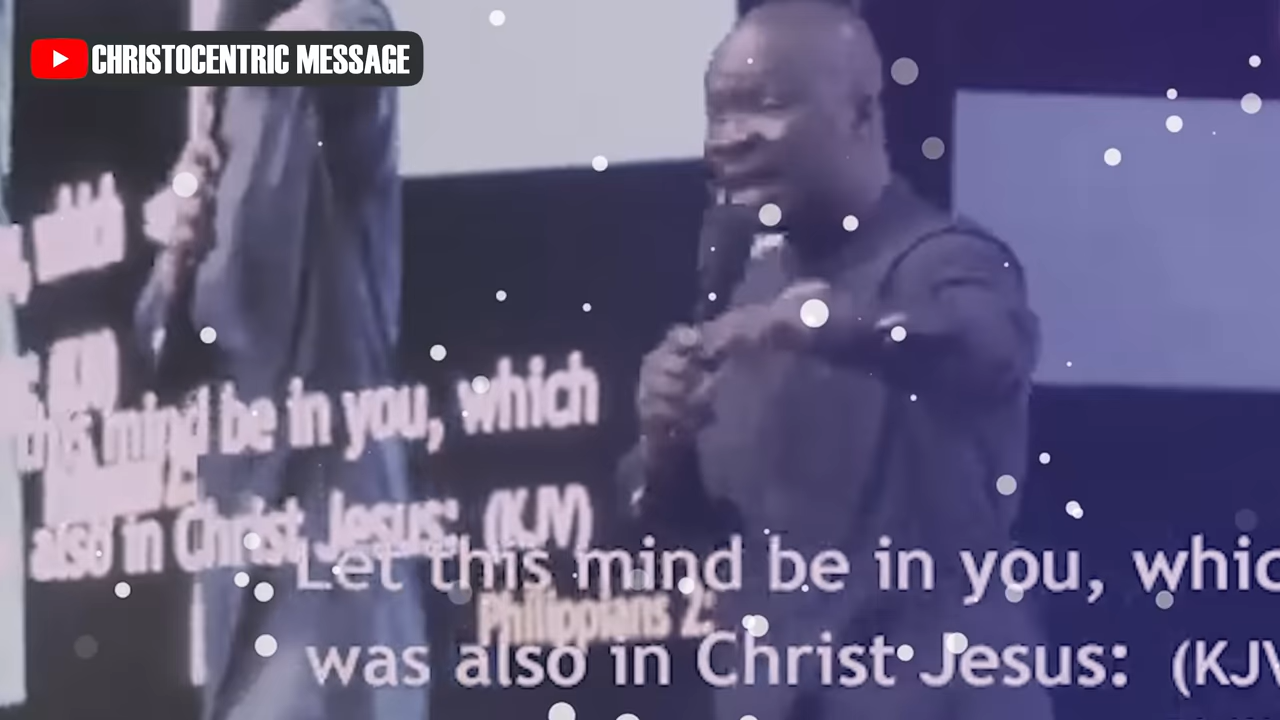 CHRISTOCENTRIC MESSAGE
this mind be in you, which
also in Christ Jesus: (KJV)
Let this mind be in you, whic
was also in Christ Jesus: (KJV
Philippians 2: